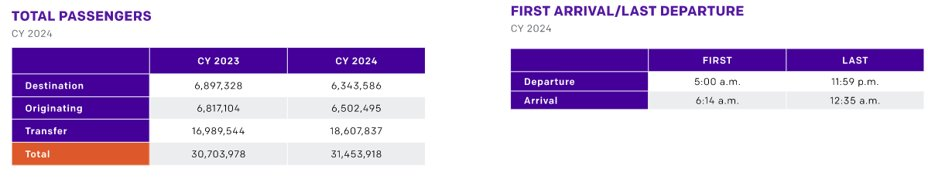 TOTAL PASSENGERS
CY 2024
CY 2023 CY 2024
Destination 6,897,328 6,343,586
Originating 6,817,104 6,502,495
Transfer 16,989,544 18,607,837
Total 30,703,978 31,453,918
FIRST ARRIVAL/LAST DEPARTURE
CY 2024
FIRST LAST
Departure 5:00 a.m. 11:59 p.m.
Arrival 6:14 a.m. 12:35 a.m.